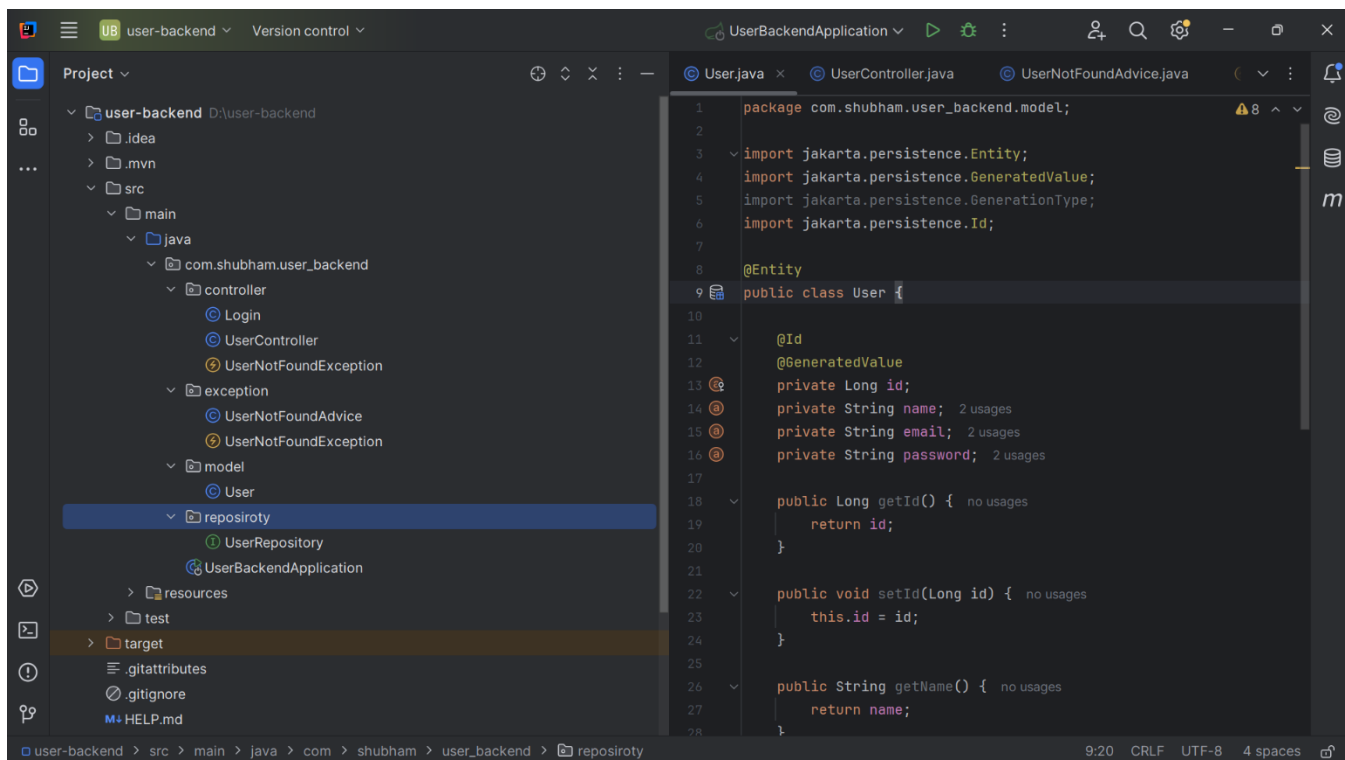 UB user-backend Version control UserBackendApplication
Project
User.java UserController.java UserNotFoundAdvice.java
user-backend D:\user-backend
.idea
.mvn
src
main
java
com.shubham.user_backend
controller
Login
UserController
UserNotFoundException
exception
UserNotFoundAdvice
UserNotFoundException
model
User
reposiroty
UserRepository
UserBackendApplication
resources
test
target
.gitattributes
.gitignore
M↓ HELP.md
1 package com.shubham.user_backend.model; 8
2
3 import jakarta.persistence.Entity;
4 import jakarta.persistence.GeneratedValue;
5 import jakarta.persistence.GenerationType;
6 import jakarta.persistence.Id;
7
8 @Entity
9 public class User {
10
11 @Id
12 @GeneratedValue
13 private Long id;
14 private String name; 2 usages
15 private String email; 2 usages
16 private String password; 2 usages
17
18 public Long getId() { no usages
19 return id;
20 }
21
22 public void setId(Long id) { no usages
23 this.id = id;
24 }
25
26 public String getName() { no usages
27 return name;
28 }
m
user-backend > src > main > java > com > shubham > user_backend > reposiroty 9:20 CRLF UTF-8 4 spaces